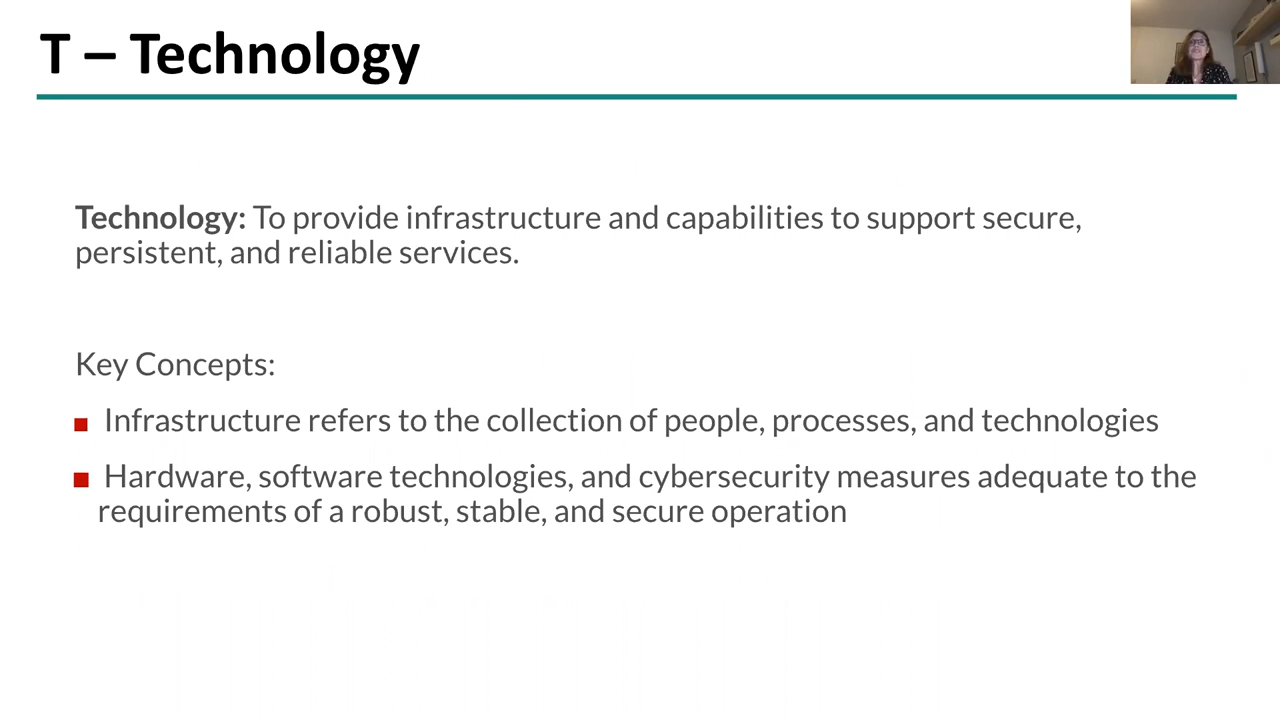 T – Technology
Technology: To provide infrastructure and capabilities to support secure,
persistent, and reliable services.
Key Concepts:
Infrastructure refers to the collection of people, processes, and technologies
Hardware, software technologies, and cybersecurity measures adequate to the
requirements of a robust, stable, and secure operation